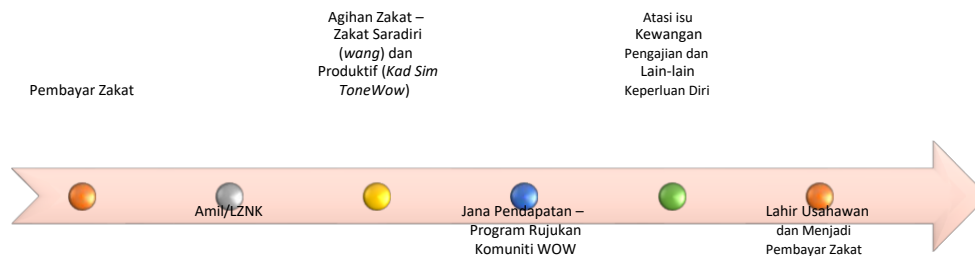 Pembayar Zakat
Amil/LZNK
Agihan Zakat –
Zakat Saradiri
(wang) dan
Produktif (Kad Sim
ToneWow)
Jana Pendapatan –
Program Rujukan
Komuniti WOW
Atasi isu
Kewangan
Pengajian dan
Lain-lain
Keperluan Diri
Lahir Usahawan
dan Menjadi
Pembayar Zakat